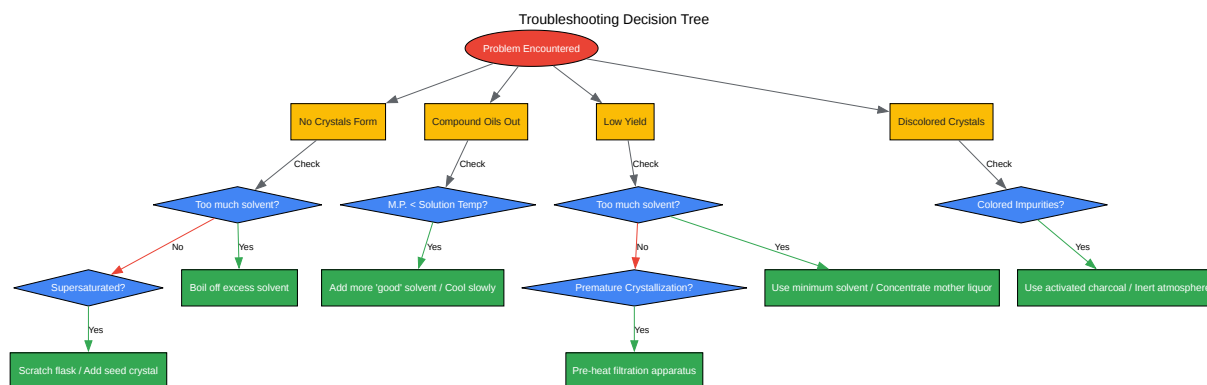 Troubleshooting Decision Tree
Problem Encountered
No Crystals Form
Compound Oils Out
Low Yield
Discolored Crystals
Check
Check
Check
Check
Too much solvent?
M.P. < Solution Temp?
Too much solvent?
Colored Impurities?
No
Yes
Yes
No
Yes
Yes
Supersaturated?
Boil off excess solvent
Add more 'good' solvent / Cool slowly
Premature Crystallization?
Use minimum solvent / Concentrate mother liquor
Use activated charcoal / Inert atmosphere
Yes
Yes
Scratch flask / Add seed crystal
Pre-heat filtration apparatus